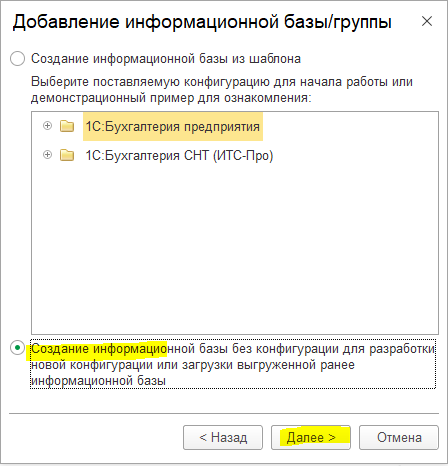 Добавление информационной базы/группы
Создание информационной базы из шаблона
Выберите поставляемую конфигурацию для начала работы или
демонстрационный пример для ознакомления:
1С:Бухгалтерия предприятия
1С:Бухгалтерия СНТ (ИТС-Про)
Создание информационной базы без конфигурации для разработки
новой конфигурации или загрузки выгруженной ранее
информационной базы
< Назад Далее > Отмена